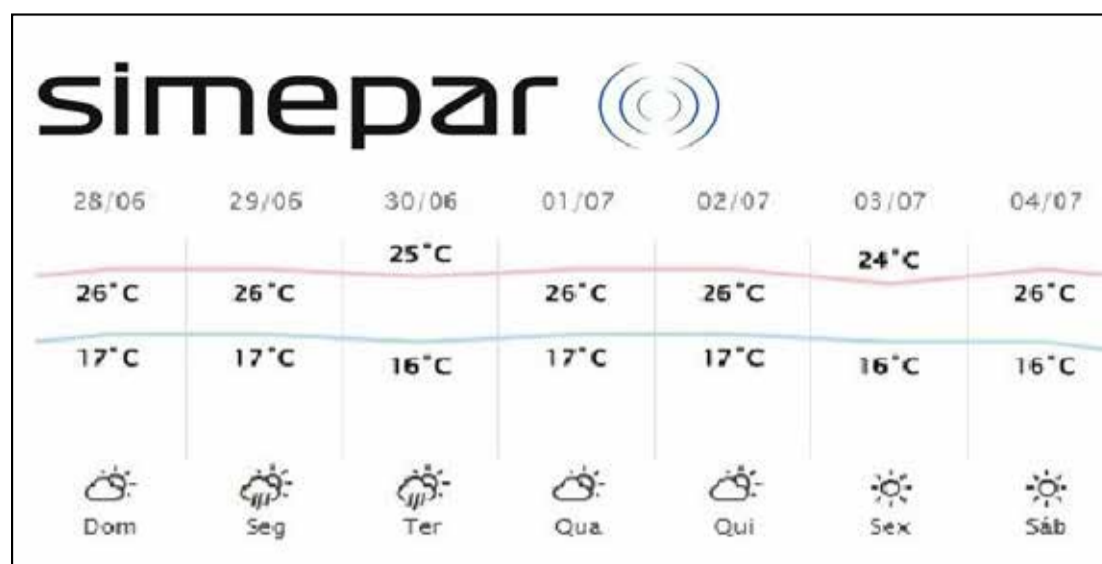 simepar
28/06 29/06 30/06 01/07 02/07 03/07 04/07
25°C 24°C
26°C 26°C 26°C 26°C 26°C
17°C 17°C 16°C 17°C 17°C 16°C 16°C
Dom Seg Ter Qua Qui Sex Sáb